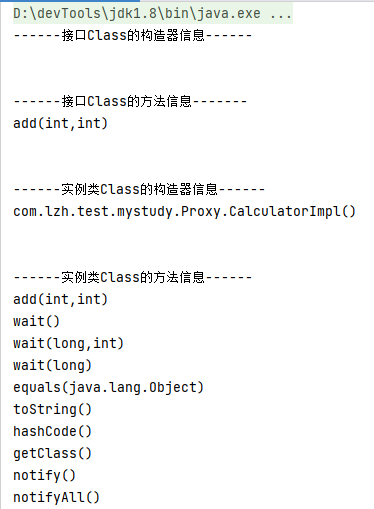 D:\devTools\jdk1.8\bin\java.exe ...
------接口Class的构造器信息------
------接口Class的方法信息-------
add(int,int)
------实例类Class的构造器信息------
com.lzh.test.mystudy.Proxy.CalculatorImpl()
------实例类Class的方法信息------
add(int,int)
wait()
wait(long,int)
wait(long)
equals(java.lang.Object)
toString()
hashCode()
getClass()
notify()
notifyAll()